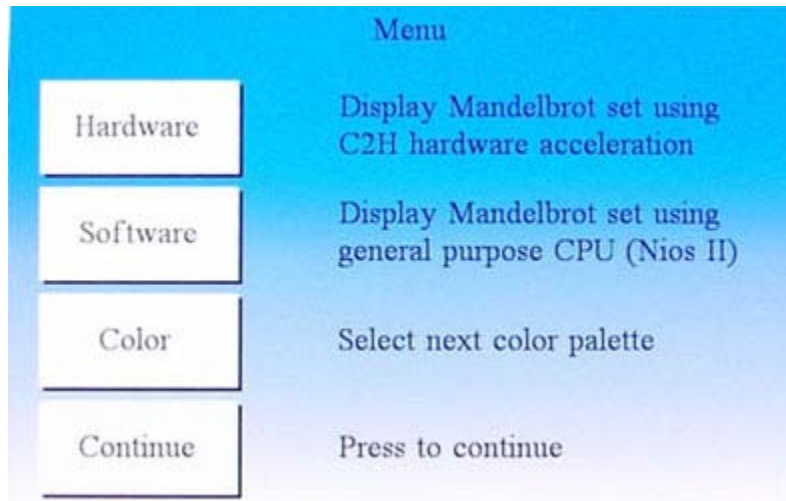 Menu
Hardware
Display Mandelbrot set using
C2H hardware acceleration
Software
Display Mandelbrot set using
general purpose CPU (Nios II)
Color
Select next color palette
Continue
Press to continue